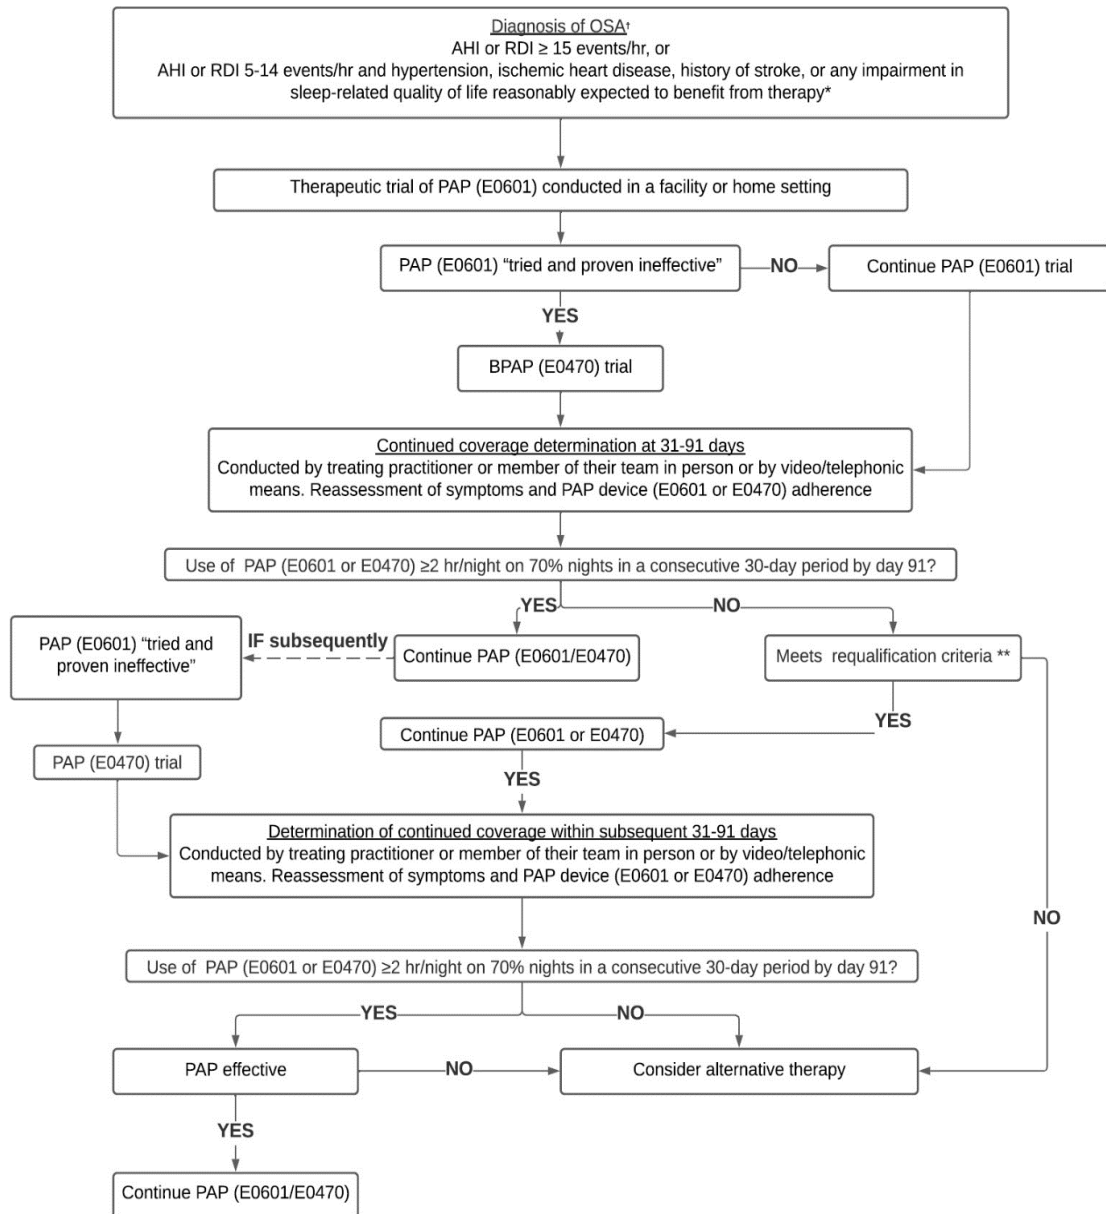 Diagnosis of OSA†
AHI or RDI ≥ 15 events/hr, or
AHI or RDI 5-14 events/hr and hypertension, ischemic heart disease, history of stroke, or any impairment in
sleep-related quality of life reasonably expected to benefit from therapy*
Therapeutic trial of PAP (E0601) conducted in a facility or home setting
PAP (E0601) “tried and proven ineffective”
NO
Continue PAP (E0601) trial
YES
BPAP (E0470) trial
Continued coverage determination at 31-91 days
Conducted by treating practitioner or member of their team in person or by video/telephonic
means. Reassessment of symptoms and PAP device (E0601 or E0470) adherence
Use of PAP (E0601 or E0470) ≥2 hr/night on 70% nights in a consecutive 30-day period by day 91?
YES
NO
PAP (E0601) “tried and
proven ineffective”
IF subsequently
Continue PAP (E0601/E0470)
Meets requalification criteria **
YES
Continue PAP (E0601 or E0470)
PAP (E0470) trial
YES
Determination of continued coverage within subsequent 31-91 days
Conducted by treating practitioner or member of their team in person or by video/telephonic
means. Reassessment of symptoms and PAP device (E0601 or E0470) adherence
NO
Use of PAP (E0601 or E0470) ≥2 hr/night on 70% nights in a consecutive 30-day period by day 91?
YES
NO
PAP effective
NO
Consider alternative therapy
YES
Continue PAP (E0601/E0470)